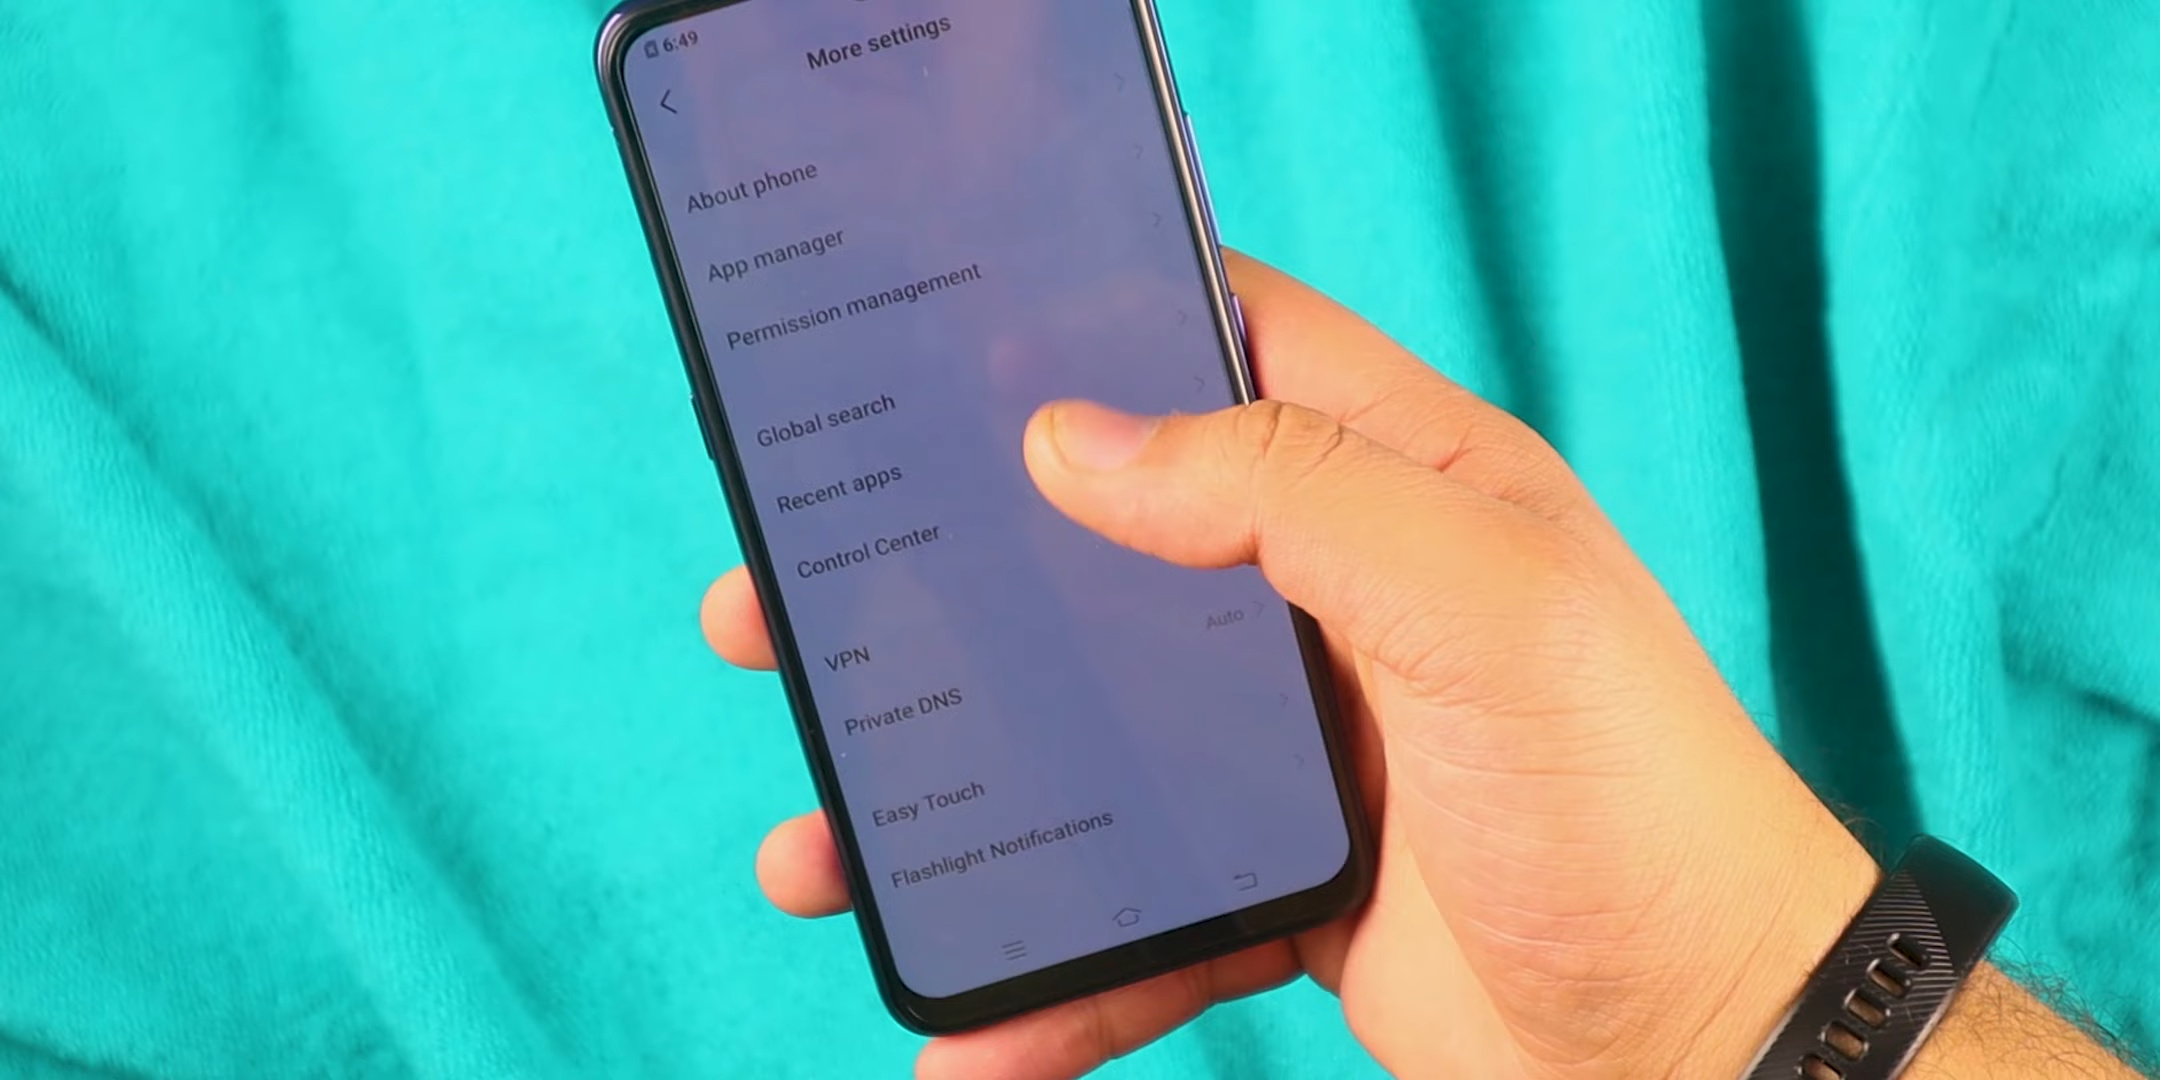 6:49
More settings
About phone
App manager
Permission management
Global search
Recent apps
Control Center
VPN
Private DNS
Auto
Easy Touch
Flashlight Notifications